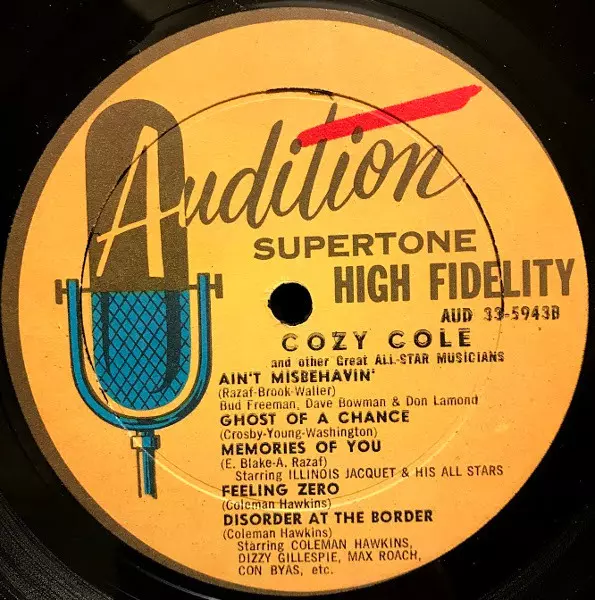 Audition
SUPERTONE
HIGH FIDELITY
AUD 33-5943B
COZY COLE
and other Great ALL-STAR MUSICIANS
AIN'T MISBEHAVIN'
(Razaf-Brook-Waller)
Bud Freeman, Dave Bowman & Don Lamond
GHOST OF A CHANCE
(Crosby-Young-Washington)
MEMORIES OF YOU
(E. Blake-A. Razaf)
Starring ILLINOIS JACQUET & HIS ALL STARS
FEELING ZERO
(Coleman Hawkins)
DISORDER AT THE BORDER
(Coleman Hawkins)
Starring COLEMAN HAWKINS,
DIZZY GILLESPIE, MAX ROACH,
CON BYAS, etc.